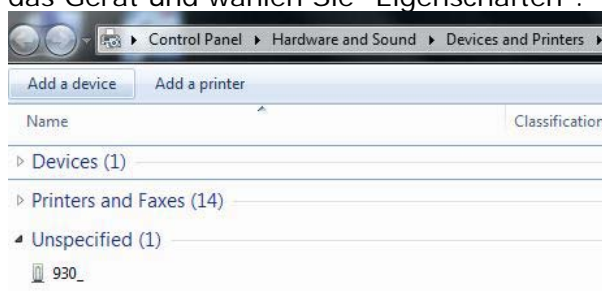 das Gerät und wählen Sie "Eigenschaften".
Control Panel Hardware and Sound Devices and Printers
Add a device Add a printer
Name Classification
Devices (1)
Printers and Faxes (14)
Unspecified (1)
930_